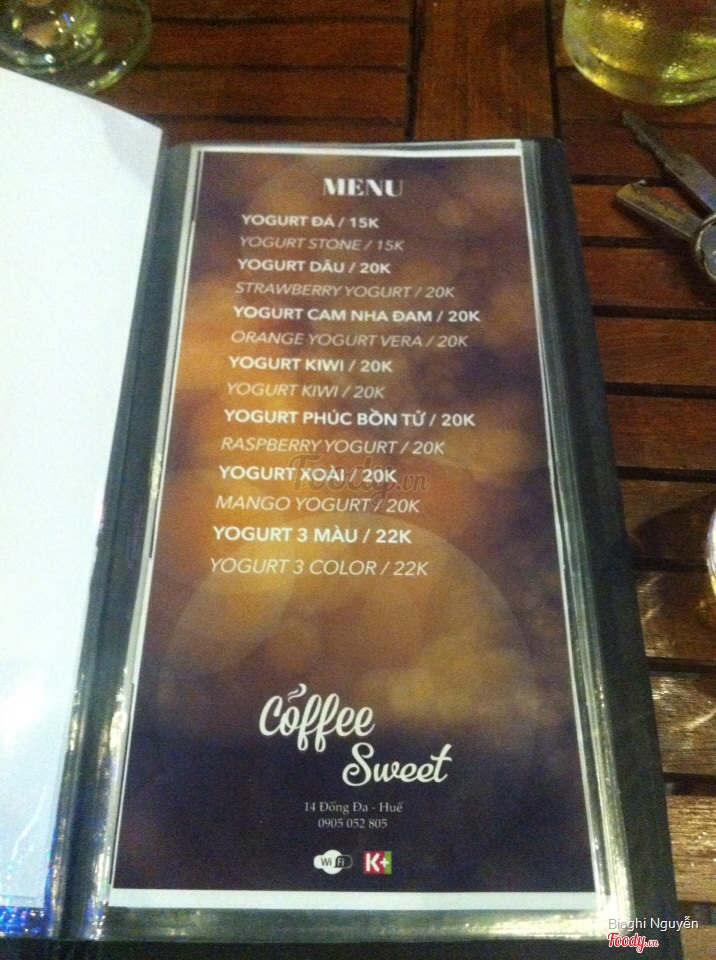 MENU
YOGURT ĐÁ / 15K
YOGURT STONE / 15K
YOGURT DÂU / 20K
STRAWBERRY YOGURT / 20K
YOGURT CAM NHA ĐAM / 20K
ORANGE YOGURT VERA / 20K
YOGURT KIWI / 20K
YOGURT KIWI / 20K
YOGURT PHÚC BỒN TỬ / 20K
RASPBERRY YOGURT / 20K
YOGURT XOÀI / 20K
Foody.vn
MANGO YOGURT / 20K
YOGURT 3 MÀU / 22K
YOGURT 3 COLOR / 22K
Coffee
Sweet
14 Đống Đa - Huế
0905 052 805
WiFi K+
Biaghi Nguyễn
Foody.vn